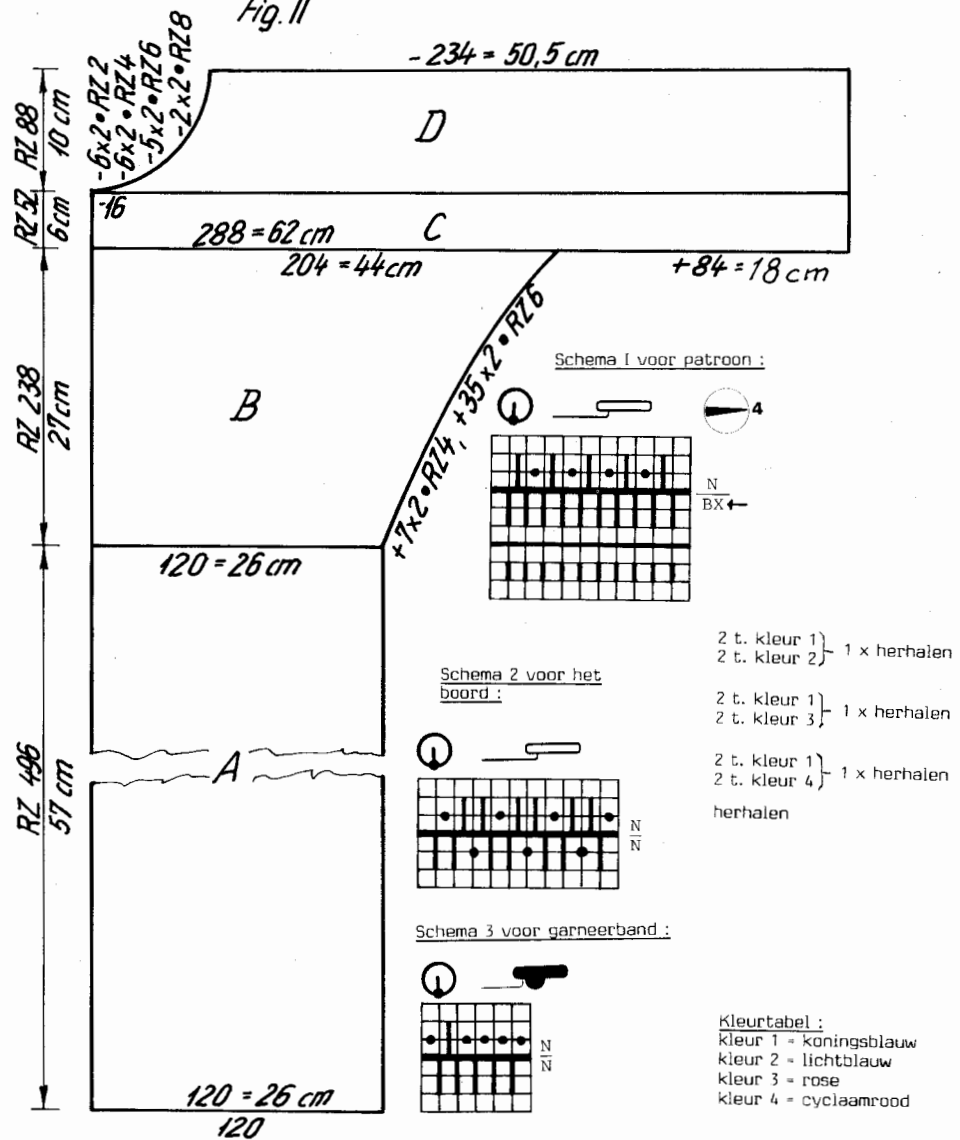 Fig. II
-6x2•RZ2
-6x2•RZ4
-5x2•RZ6
-2x2•RZ8
-234 = 50,5 cm
RZ 88
10 cm
D
-16
RZ 52
6cm
288 = 62 cm
C
204 = 44 cm
+84 = 18 cm
RZ 238
27cm
B
+7x2•RZ4, +35x2•RZ6
Schema 1 voor patroon :
4
N
BX
120 = 26 cm
2 t. kleur 1
2 t. kleur 2
1 x herhalen
2 t. kleur 1
2 t. kleur 3
1 x herhalen
2 t. kleur 1
2 t. kleur 4
1 x herhalen
herhalen
Schema 2 voor het
boord :
N
N
RZ 496
57 cm
A
Schema 3 voor garneerband :
N
N
Kleurtabel :
kleur 1 = koningsblauw
kleur 2 = lichtblauw
kleur 3 = rose
kleur 4 = cyclaamrood
120 = 26 cm
120